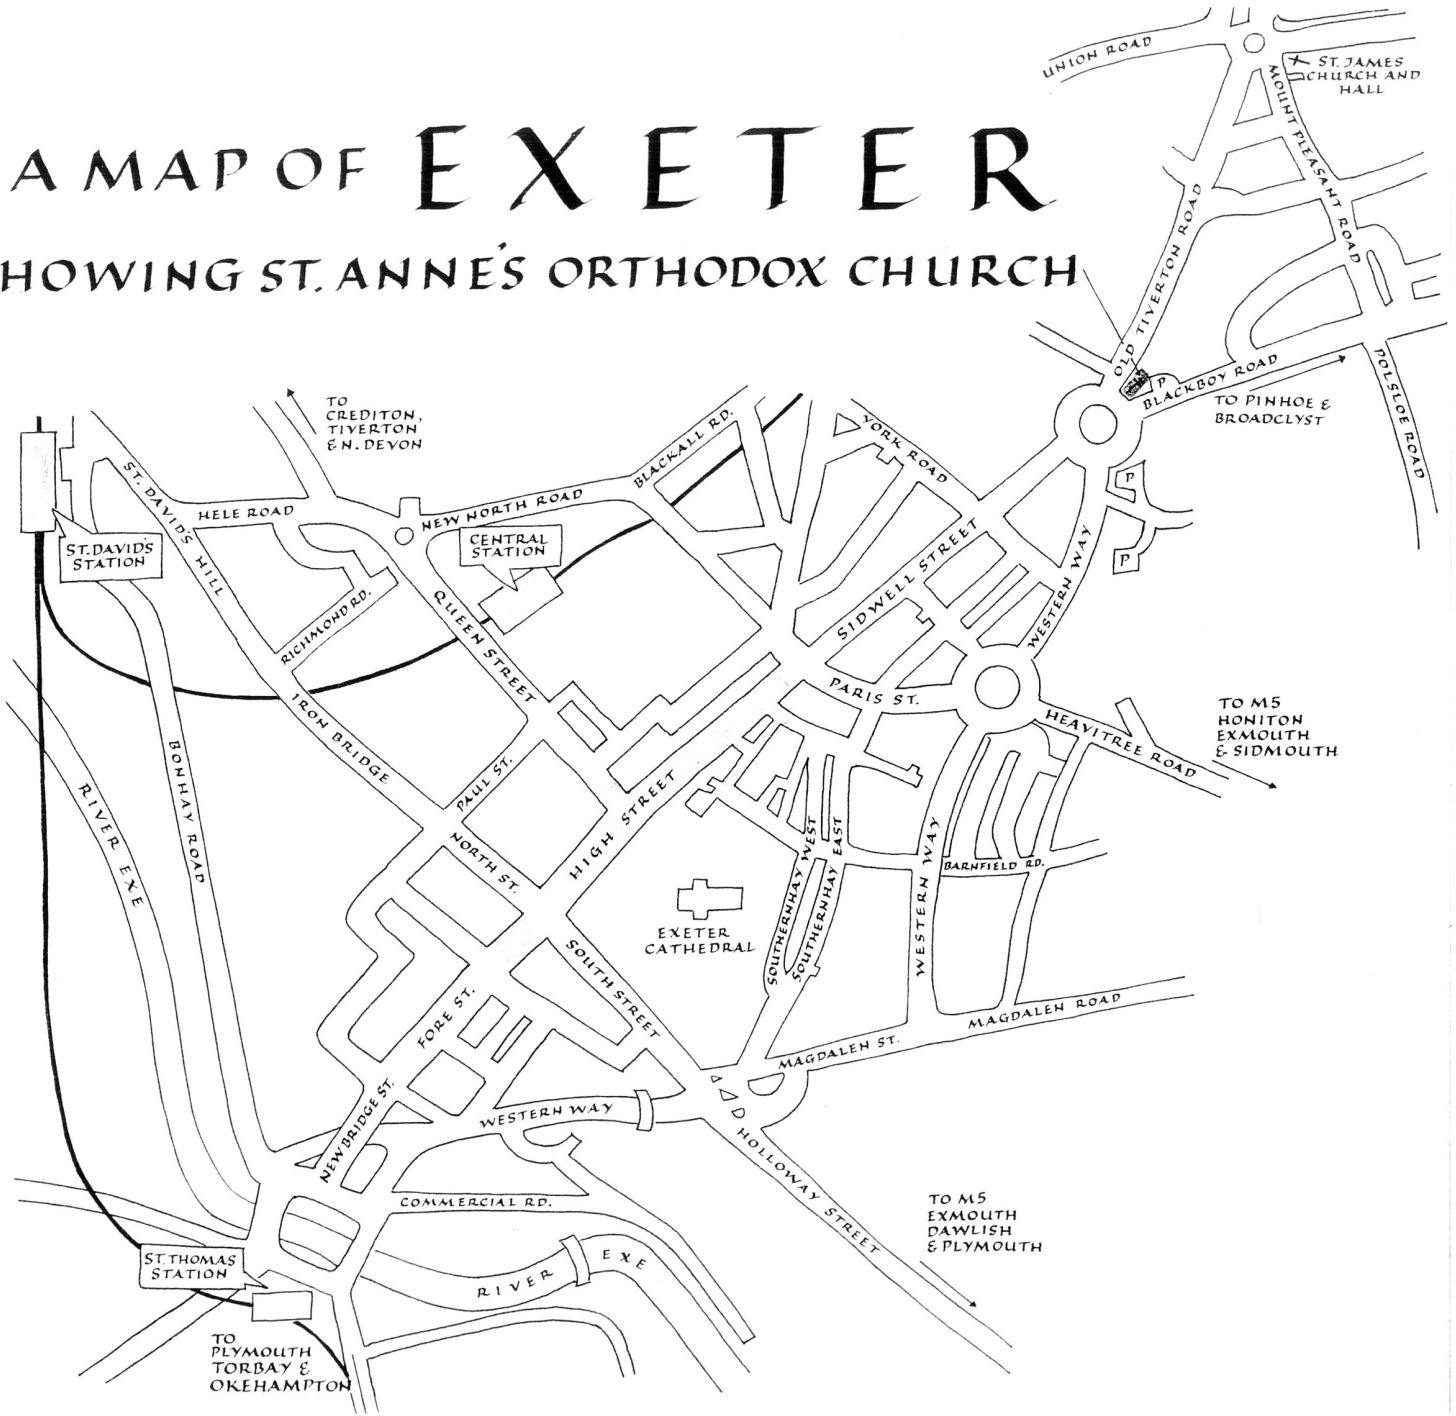 UNION ROAD
ST. JAMES
CHURCH AND
HALL
MOUNT PLEASANT ROAD
A MAP OF EXETER
HOWING ST. ANNE'S ORTHODOX CHURCH
OLD TIVERTON ROAD
P
BLACKBOY ROAD
POLSLOE ROAD
TO PINHOE &
BROADCLYST
TO
CREDITON,
TIVERTON
& N. DEVON
BLACKALL RD.
YORK ROAD
ST. DAVID'S HILL
HELE ROAD
NEW NORTH ROAD
P
CENTRAL
STATION
ST. DAVID'S
STATION
SIDWELL STREET
WESTERN WAY
P
RICHMOND RD.
QUEEN STREET
PARIS ST.
HEAVITREE ROAD
TO M5
HONITON
EXMOUTH
& SIDMOUTH
IRON BRIDGE
PAUL ST.
HIGH STREET
RIVER EXE
BONHAY ROAD
NORTH ST.
SOUTHERNHAY WEST
SOUTHERNHAY EAST
WESTERN WAY
BARNFIELD RD.
EXETER
CATHEDRAL
SOUTH STREET
FORE ST.
MAGDALEN ROAD
MAGDALEN ST.
NEW BRIDGE ST.
WESTERN WAY
HOLLOWAY STREET
COMMERCIAL RD.
TO M5
EXMOUTH
DAWLISH
& PLYMOUTH
ST. THOMAS
STATION
RIVER EXE
TO
PLYMOUTH
TORBAY &
OKEHAMPTON